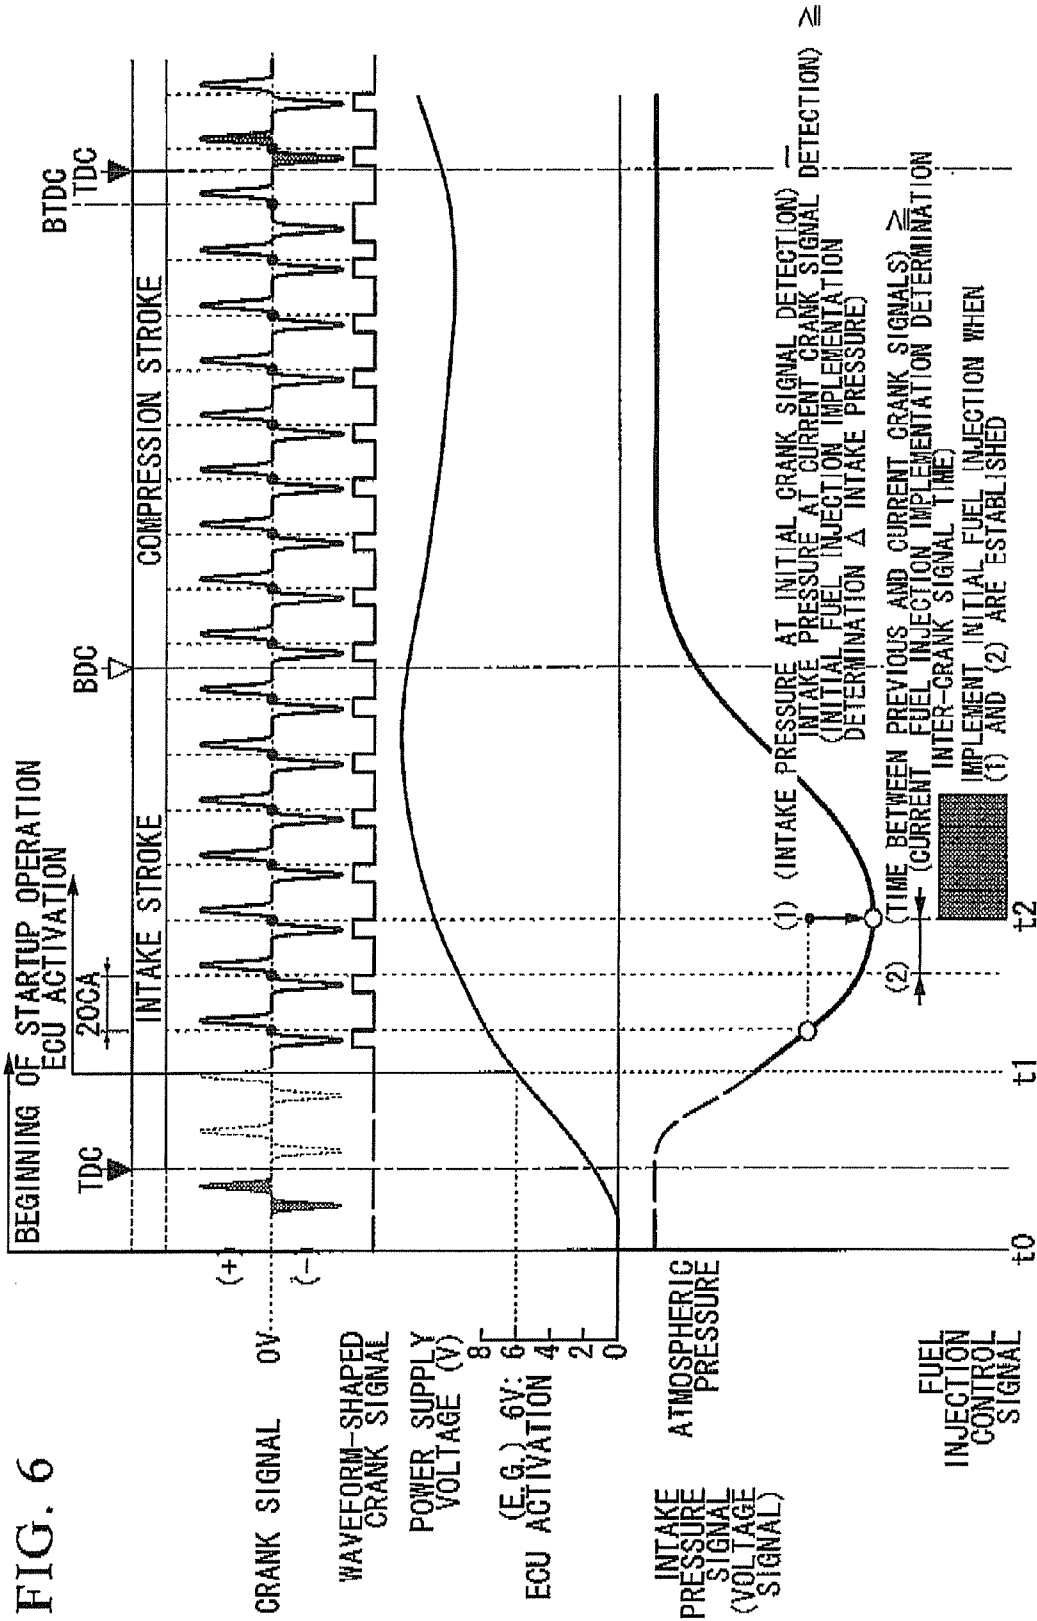 FIG. 6
BEGINNING OF STARTUP OPERATION
ECU ACTIVATION
20CA
TDC
BDC
BTDC
TDC
INTAKE STROKE
COMPRESSION STROKE
(+)
CRANK SIGNAL 0V
(-)
WAVEFORM-SHAPED
CRANK SIGNAL
POWER SUPPLY
VOLTAGE (V)
8
6
4
2
0
(E.G.) 6V:
ECU ACTIVATION
INTAKE
PRESSURE
SIGNAL
(VOLTAGE
SIGNAL)
ATMOSPHERIC
PRESSURE
(1) (INTAKE PRESSURE AT INITIAL CRANK SIGNAL DETECTION) −
INTAKE PRESSURE AT CURRENT CRANK SIGNAL DETECTION) ≧
(INITIAL FUEL INJECTION IMPLEMENTATION
DETERMINATION △ INTAKE PRESSURE)
(2) (TIME BETWEEN PREVIOUS AND CURRENT CRANK SIGNALS) ≧
(CURRENT FUEL INJECTION IMPLEMENTATION DETERMINATION
INTER-CRANK SIGNAL TIME)
IMPLEMENT INITIAL FUEL INJECTION WHEN
(1) AND (2) ARE ESTABLISHED
FUEL
INJECTION
CONTROL
SIGNAL
t0
t1
t2